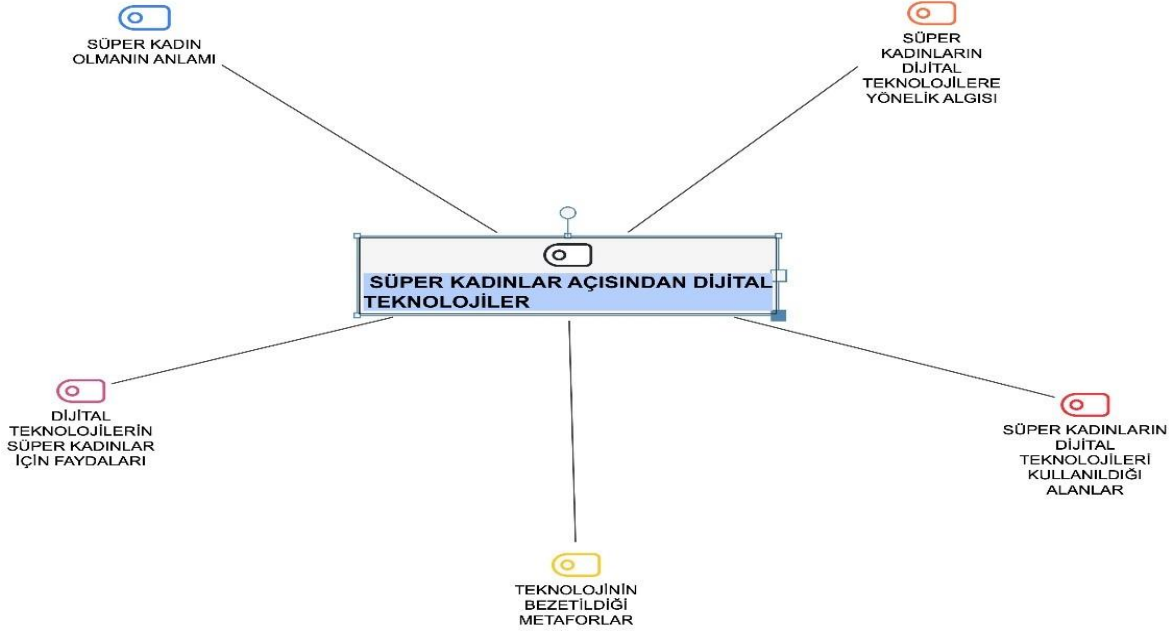 SÜPER KADIN
OLMANIN ANLAMI
SÜPER
KADINLARIN
DİJİTAL
TEKNOLOJİLERE
YÖNELİK ALGISI
SÜPER KADINLAR AÇISINDAN DİJİTAL
TEKNOLOJİLER
DİJİTAL
TEKNOLOJİLERİN
SÜPER KADINLAR
İÇİN FAYDALARI
SÜPER KADINLARIN
DİJİTAL
TEKNOLOJİLERİ
KULLANILDIĞI
ALANLAR
TEKNOLOJİNİN
BEZETİLDİĞİ
METAFORLAR